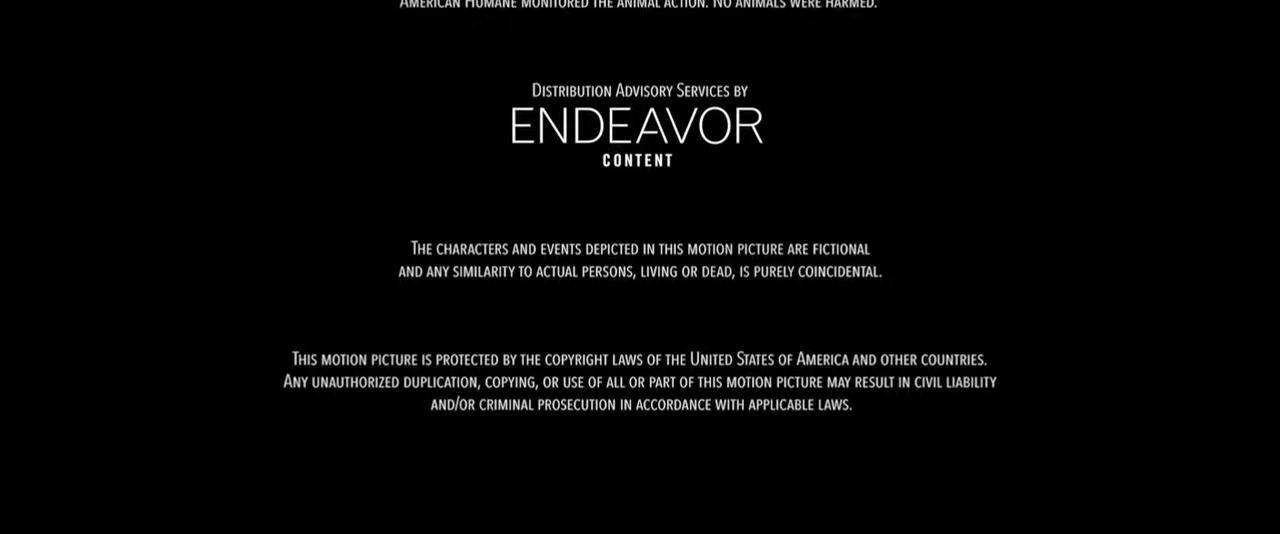 AMERICAN HUMANE MONITORED THE ANIMAL ACTION. NO ANIMALS WERE HARMED.
DISTRIBUTION ADVISORY SERVICES BY
ENDEAVOR
CONTENT
THE CHARACTERS AND EVENTS DEPICTED IN THIS MOTION PICTURE ARE FICTIONAL
AND ANY SIMILARITY TO ACTUAL PERSONS, LIVING OR DEAD, IS PURELY COINCIDENTAL.
THIS MOTION PICTURE IS PROTECTED BY THE COPYRIGHT LAWS OF THE UNITED STATES OF AMERICA AND OTHER COUNTRIES.
ANY UNAUTHORIZED DUPLICATION, COPYING, OR USE OF ALL OR PART OF THIS MOTION PICTURE MAY RESULT IN CIVIL LIABILITY
AND/OR CRIMINAL PROSECUTION IN ACCORDANCE WITH APPLICABLE LAWS.